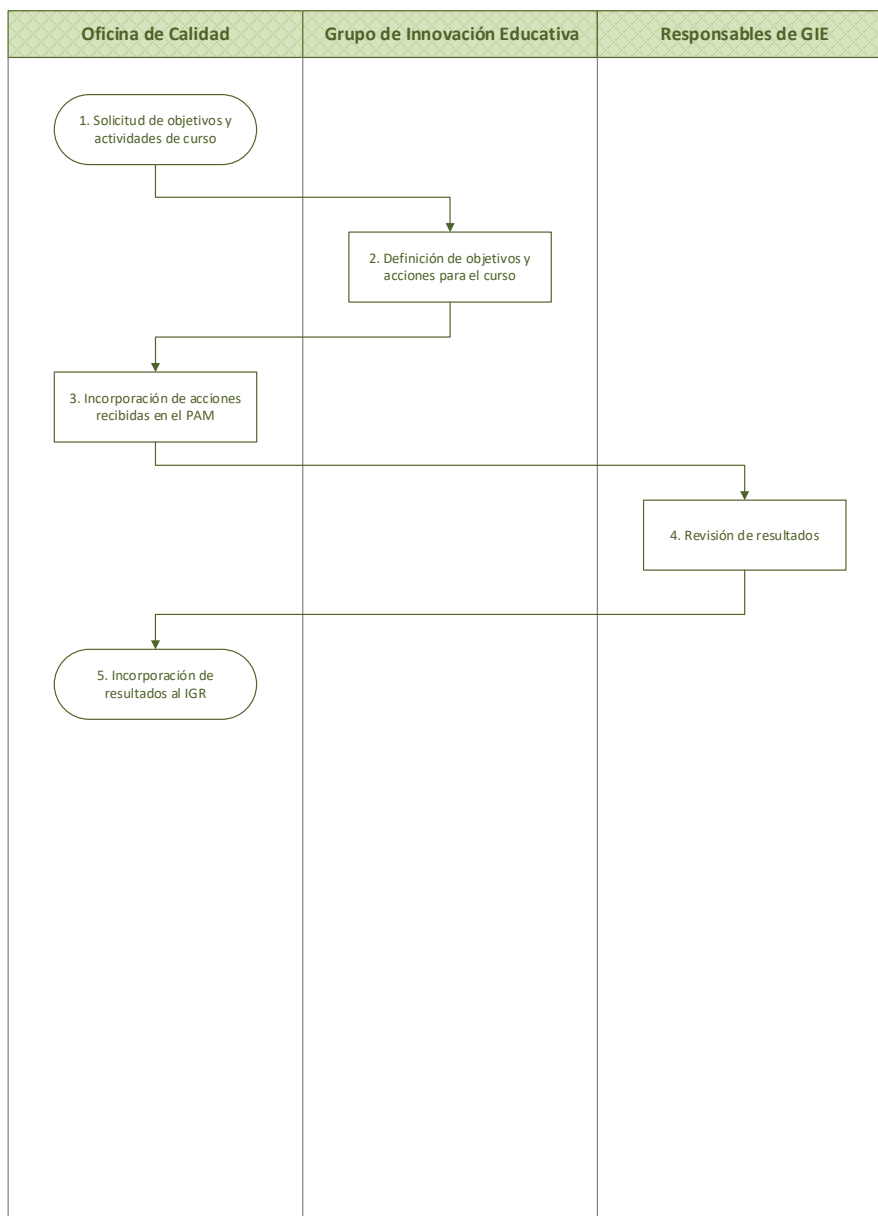 Oficina de Calidad
Grupo de Innovación Educativa
Responsables de GIE
1. Solicitud de objetivos y
actividades de curso
2. Definición de objetivos y
acciones para el curso
3. Incorporación de acciones
recibidas en el PAM
4. Revisión de resultados
5. Incorporación de
resultados al IGR